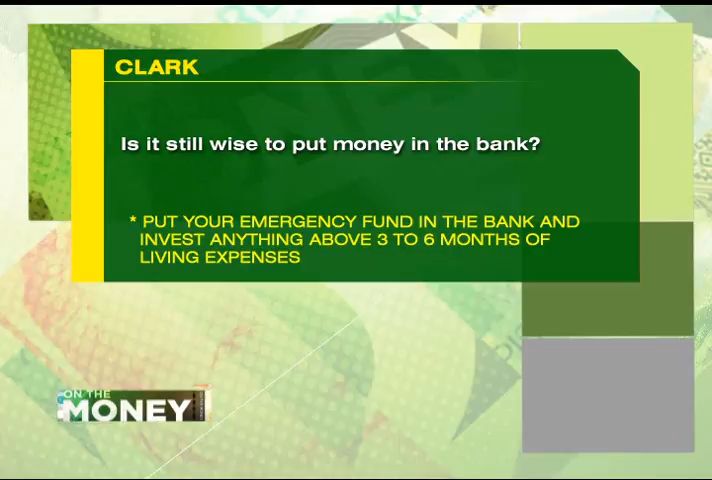 CLARK
Is it still wise to put money in the bank?
* PUT YOUR EMERGENCY FUND IN THE BANK AND
INVEST ANYTHING ABOVE 3 TO 6 MONTHS OF
LIVING EXPENSES
ON THE
MONEY